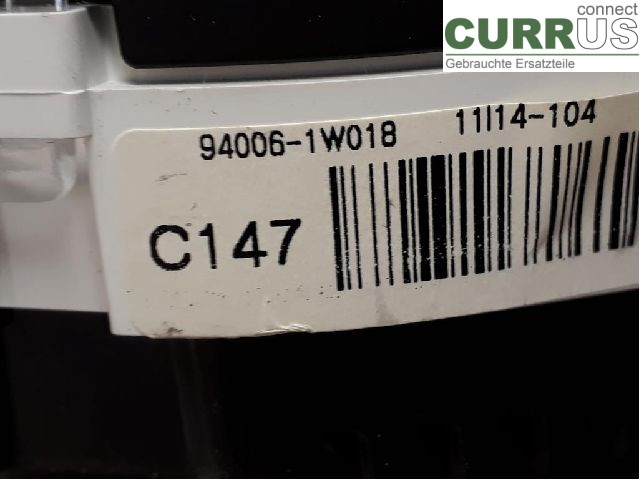 connect
CURRUS
Gebrauchte Ersatzteile
94006-1W018 11I14-104
C147